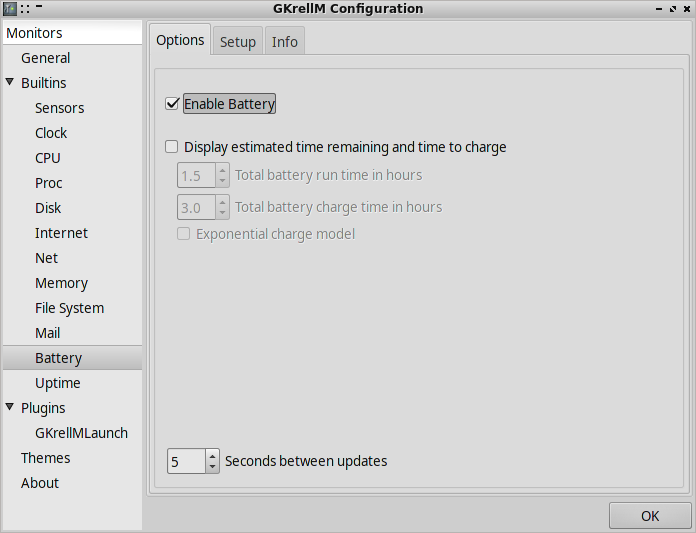 GKrellM Configuration
Monitors
General
Builtins
Sensors
Clock
CPU
Proc
Disk
Internet
Net
Memory
File System
Mail
Battery
Uptime
Plugins
GKrellMLaunch
Themes
About
Options Setup Info
Enable Battery
Display estimated time remaining and time to charge
1.5 Total battery run time in hours
3.0 Total battery charge time in hours
Exponential charge model
5 Seconds between updates
OK